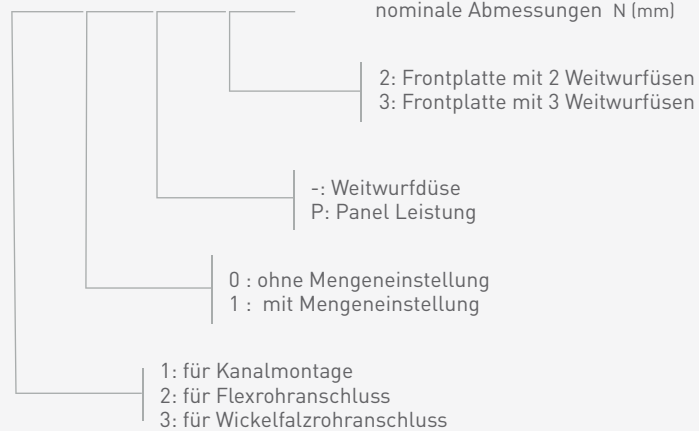 nominale Abmessungen N (mm)
2: Frontplatte mit 2 Weitwurfüsen
3: Frontplatte mit 3 Weitwurfüsen
-: Weitwurfdüse
P: Panel Leistung
0 : ohne Mengeneinstellung
1 : mit Mengeneinstellung
1: für Kanalmontage
2: für Flexrohranschluss
3: für Wickelfalzrohranschluss